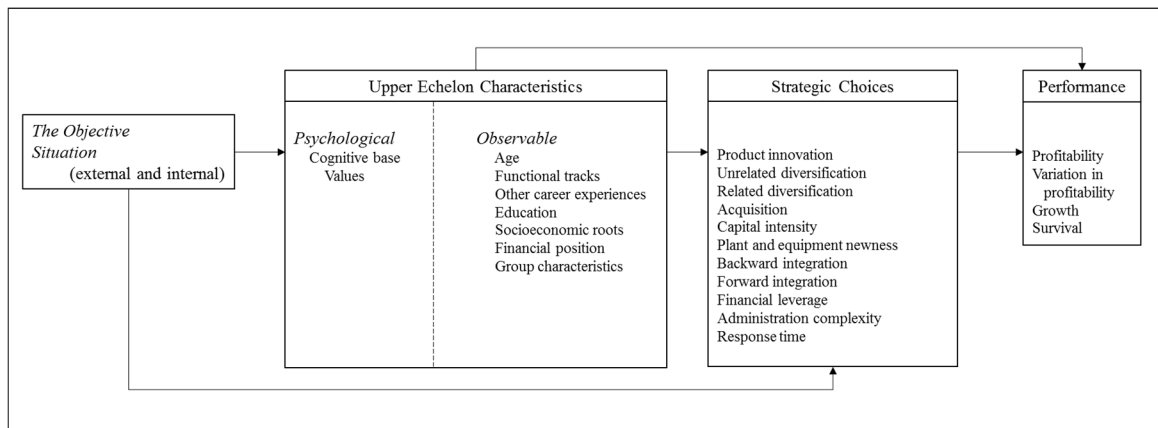 The Objective
Situation
(external and internal)
Upper Echelon Characteristics
Psychological
Cognitive base
Values
Observable
Age
Functional tracks
Other career experiences
Education
Socioeconomic roots
Financial position
Group characteristics
Strategic Choices
Product innovation
Unrelated diversification
Related diversification
Acquisition
Capital intensity
Plant and equipment newness
Backward integration
Forward integration
Financial leverage
Administration complexity
Response time
Performance
Profitability
Variation in
profitability
Growth
Survival